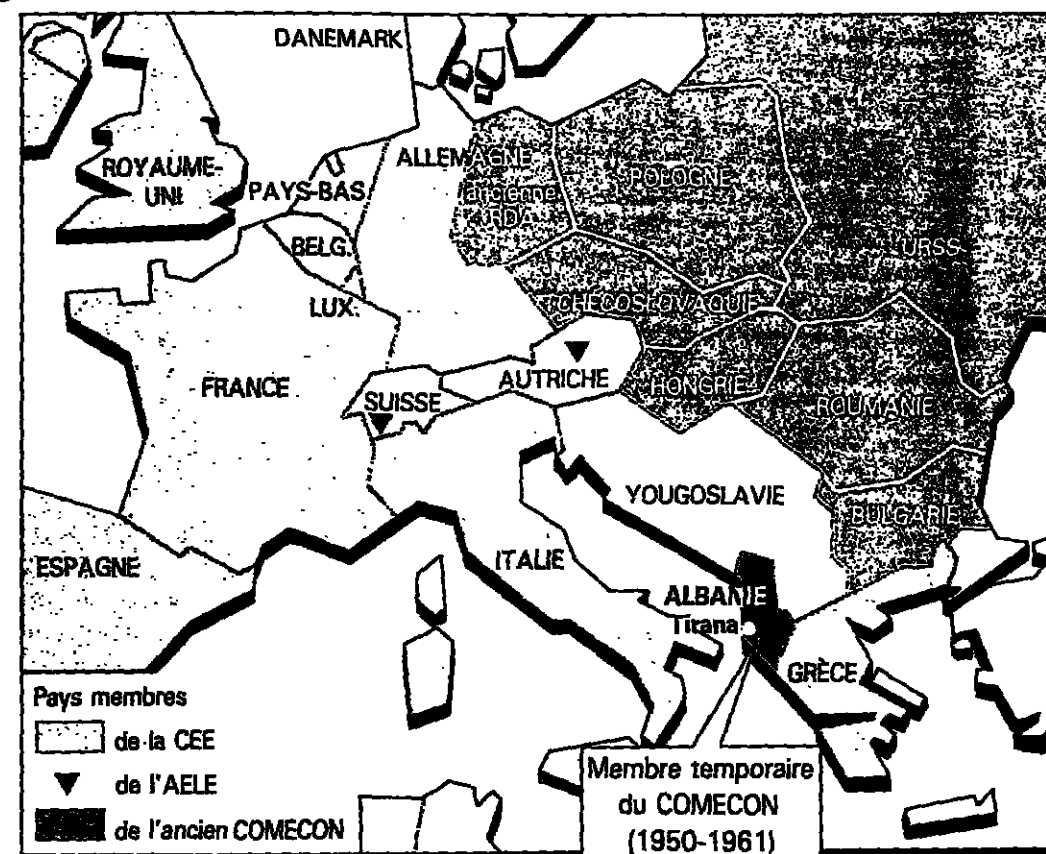 DANEMARK
ROYAUME-
UNI
PAYS-BAS
ALLEMAGNE
ancienne
RDA
POLOGNE
URSS
BELG.
LUX.
TCHECOSLOVAQUIE
FRANCE
SUISSE
AUTRICHE
HONGRIE
ROUMANIE
YOUGOSLAVIE
BULGARIE
ESPAGNE
ITALIE
ALBANIE
Tirana
GRÈCE
Pays membres
de la CEE
de l'AELE
de l'ancien COMECON
Membre temporaire
du COMECON
(1950-1961)